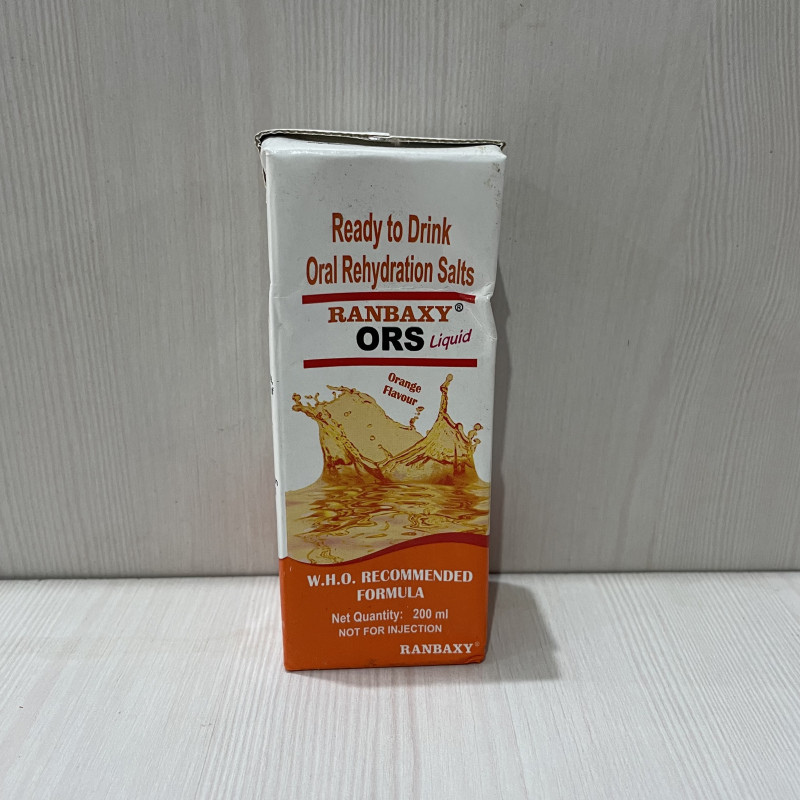 Ready to Drink
Oral Rehydration Salts
RANBAXY®
ORS Liquid
Orange
Flavour
W.H.O. RECOMMENDED
FORMULA
Net Quantity: 200 ml
NOT FOR INJECTION
RANBAXY®